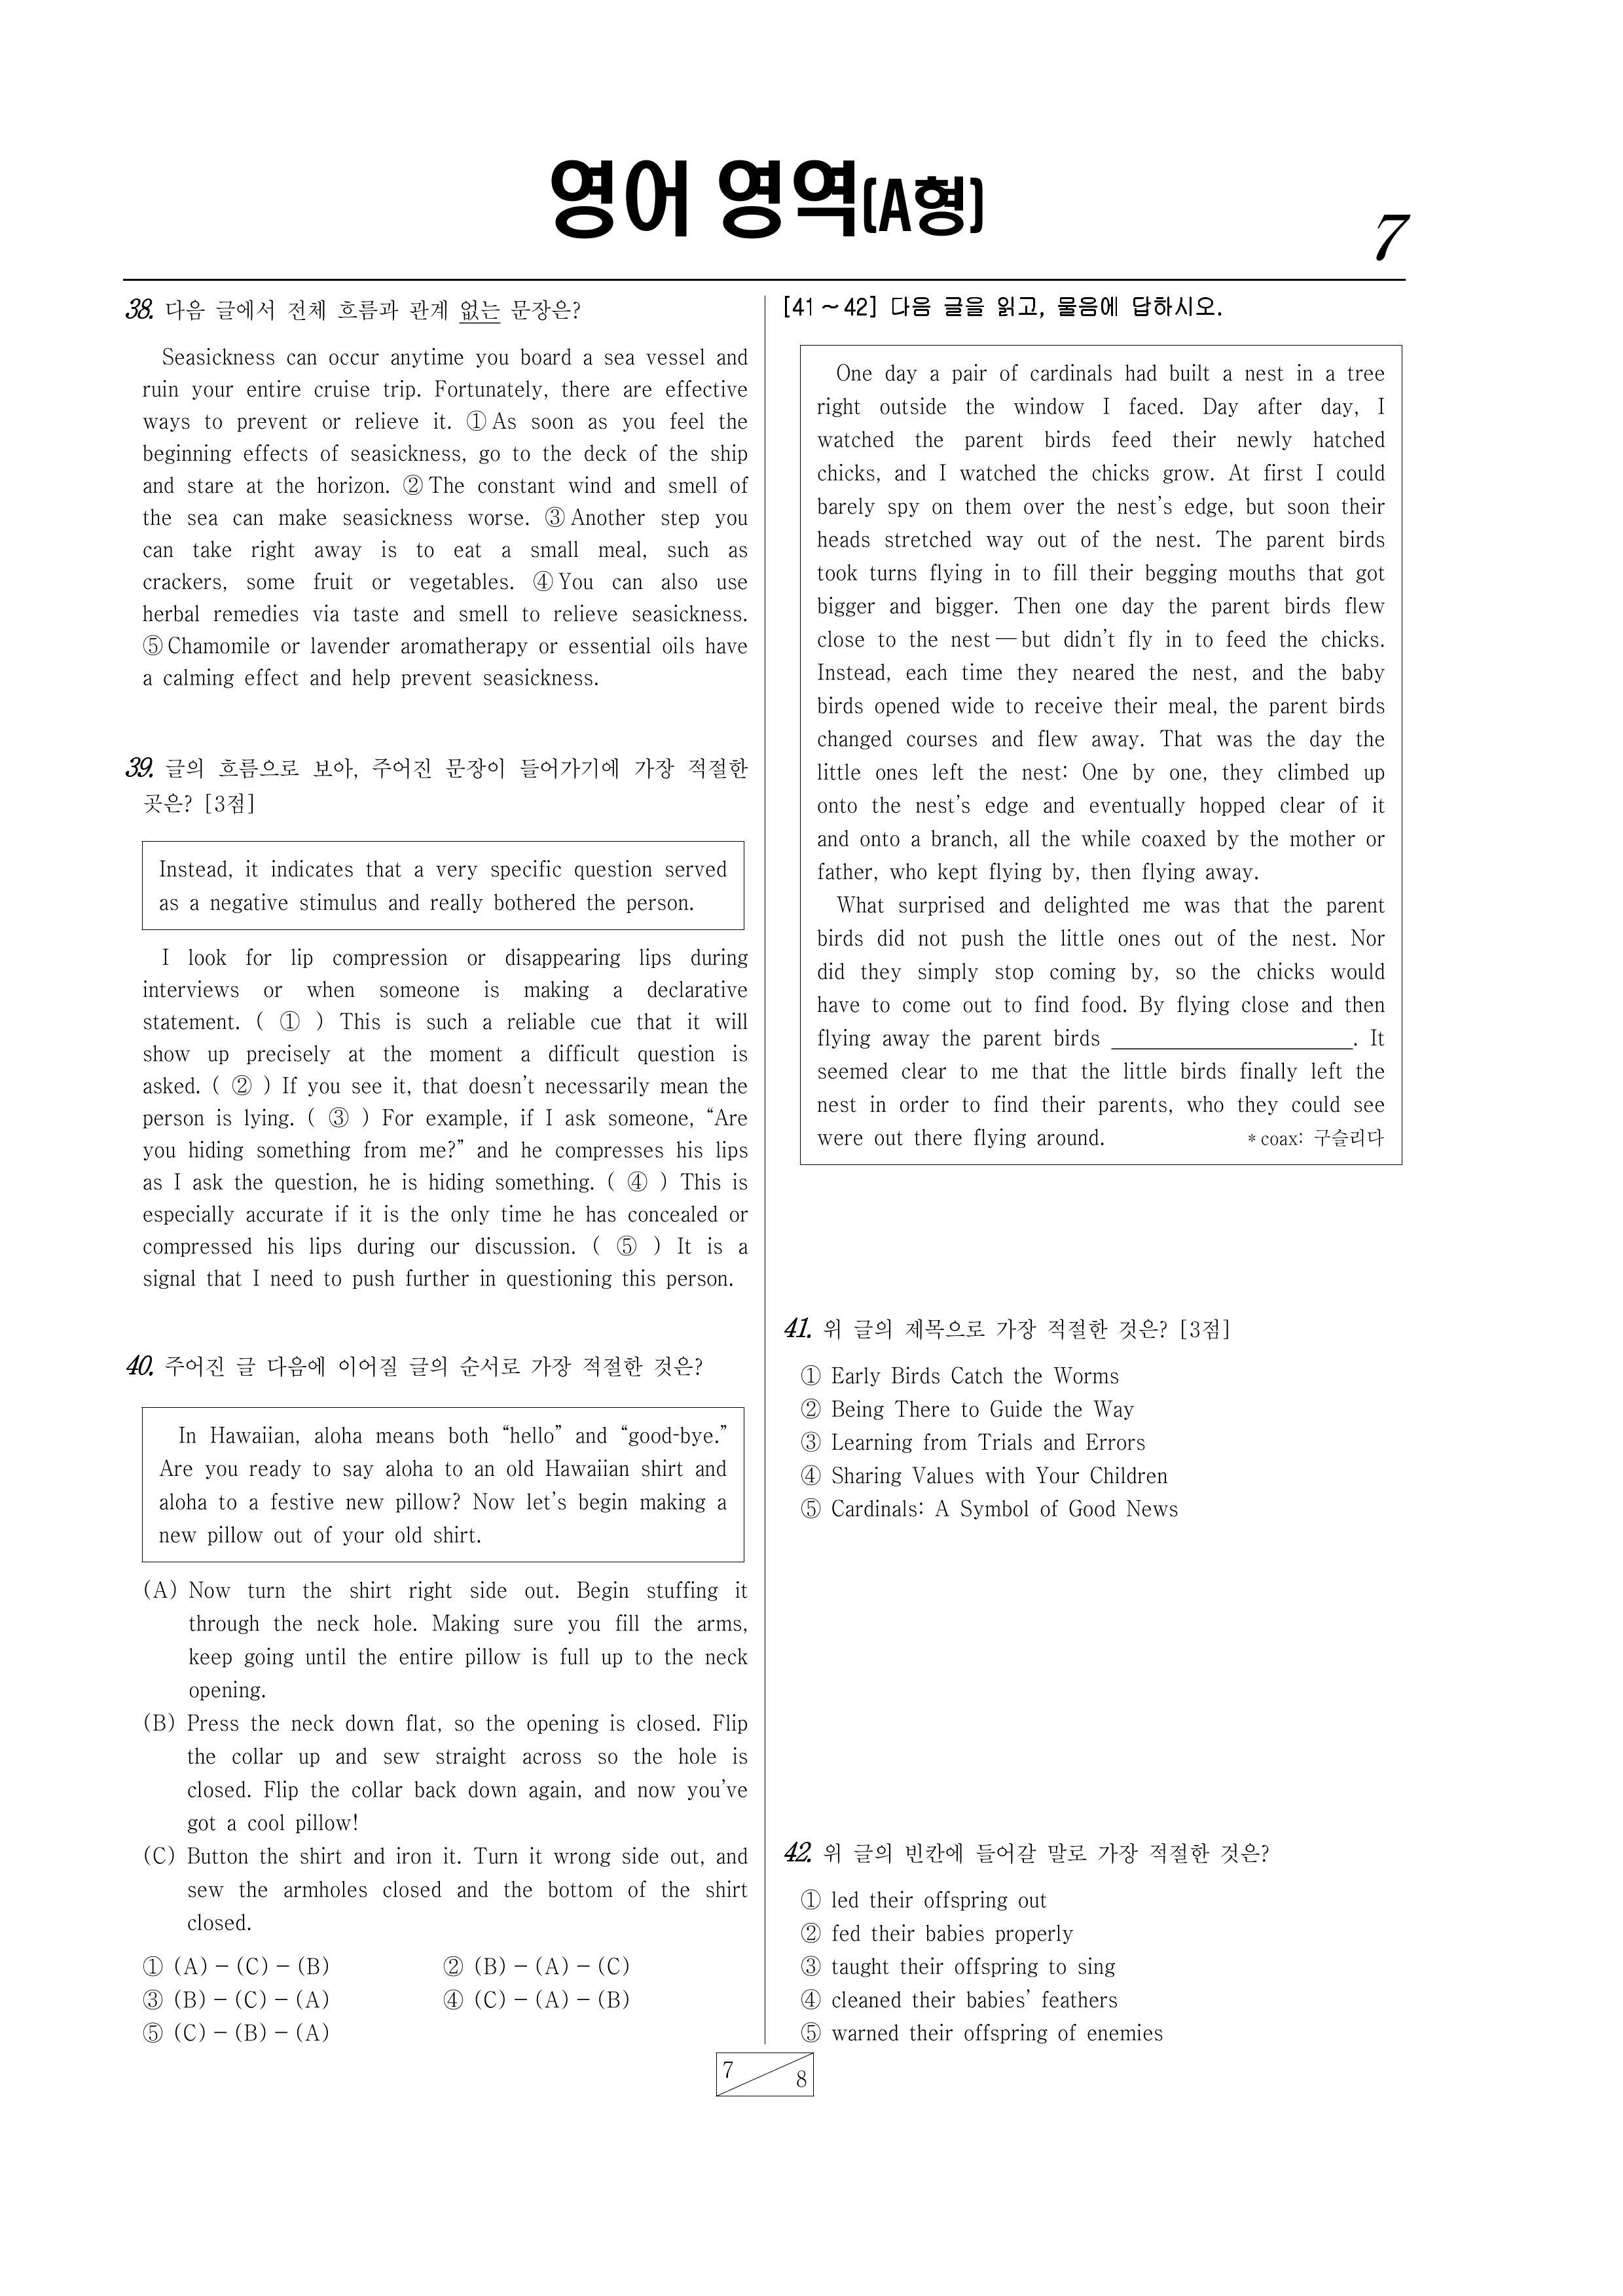 영어 영역(A형)
7
38. 다음 글에서 전체 흐름과 관계 없는 문장은?
Seasickness can occur anytime you board a sea vessel and
ruin your entire cruise trip. Fortunately, there are effective
ways to prevent or relieve it. ① As soon as you feel the
beginning effects of seasickness, go to the deck of the ship
and stare at the horizon. ② The constant wind and smell of
the sea can make seasickness worse. ③ Another step you
can take right away is to eat a small meal, such as
crackers, some fruit or vegetables. ④ You can also use
herbal remedies via taste and smell to relieve seasickness.
⑤ Chamomile or lavender aromatherapy or essential oils have
a calming effect and help prevent seasickness.
39. 글의 흐름으로 보아, 주어진 문장이 들어가기에 가장 적절한
곳은? [3점]
Instead, it indicates that a very specific question served
as a negative stimulus and really bothered the person.
I look for lip compression or disappearing lips during
interviews or when someone is making a declarative
statement. ( ① ) This is such a reliable cue that it will
show up precisely at the moment a difficult question is
asked. ( ② ) If you see it, that doesn't necessarily mean the
person is lying. ( ③ ) For example, if I ask someone, “Are
you hiding something from me?” and he compresses his lips
as I ask the question, he is hiding something. ( ④ ) This is
especially accurate if it is the only time he has concealed or
compressed his lips during our discussion. ( ⑤ ) It is a
signal that I need to push further in questioning this person.
40. 주어진 글 다음에 이어질 글의 순서로 가장 적절한 것은?
In Hawaiian, aloha means both “hello” and “good-bye.”
Are you ready to say aloha to an old Hawaiian shirt and
aloha to a festive new pillow? Now let's begin making a
new pillow out of your old shirt.
(A) Now turn the shirt right side out. Begin stuffing it
through the neck hole. Making sure you fill the arms,
keep going until the entire pillow is full up to the neck
opening.
(B) Press the neck down flat, so the opening is closed. Flip
the collar up and sew straight across so the hole is
closed. Flip the collar back down again, and now you've
got a cool pillow!
(C) Button the shirt and iron it. Turn it wrong side out, and
sew the armholes closed and the bottom of the shirt
closed.
① (A) − (C) − (B) ② (B) − (A) − (C)
③ (B) − (C) − (A) ④ (C) − (A) − (B)
⑤ (C) − (B) − (A)
[41 ~ 42] 다음 글을 읽고, 물음에 답하시오.
One day a pair of cardinals had built a nest in a tree
right outside the window I faced. Day after day, I
watched the parent birds feed their newly hatched
chicks, and I watched the chicks grow. At first I could
barely spy on them over the nest's edge, but soon their
heads stretched way out of the nest. The parent birds
took turns flying in to fill their begging mouths that got
bigger and bigger. Then one day the parent birds flew
close to the nest — but didn't fly in to feed the chicks.
Instead, each time they neared the nest, and the baby
birds opened wide to receive their meal, the parent birds
changed courses and flew away. That was the day the
little ones left the nest: One by one, they climbed up
onto the nest's edge and eventually hopped clear of it
and onto a branch, all the while coaxed by the mother or
father, who kept flying by, then flying away.
What surprised and delighted me was that the parent
birds did not push the little ones out of the nest. Nor
did they simply stop coming by, so the chicks would
have to come out to find food. By flying close and then
flying away the parent birds ____________________. It
seemed clear to me that the little birds finally left the
nest in order to find their parents, who they could see
were out there flying around. * coax: 구슬리다
41. 위 글의 제목으로 가장 적절한 것은? [3점]
① Early Birds Catch the Worms
② Being There to Guide the Way
③ Learning from Trials and Errors
④ Sharing Values with Your Children
⑤ Cardinals: A Symbol of Good News
42. 위 글의 빈칸에 들어갈 말로 가장 적절한 것은?
① led their offspring out
② fed their babies properly
③ taught their offspring to sing
④ cleaned their babies' feathers
⑤ warned their offspring of enemies
7
8